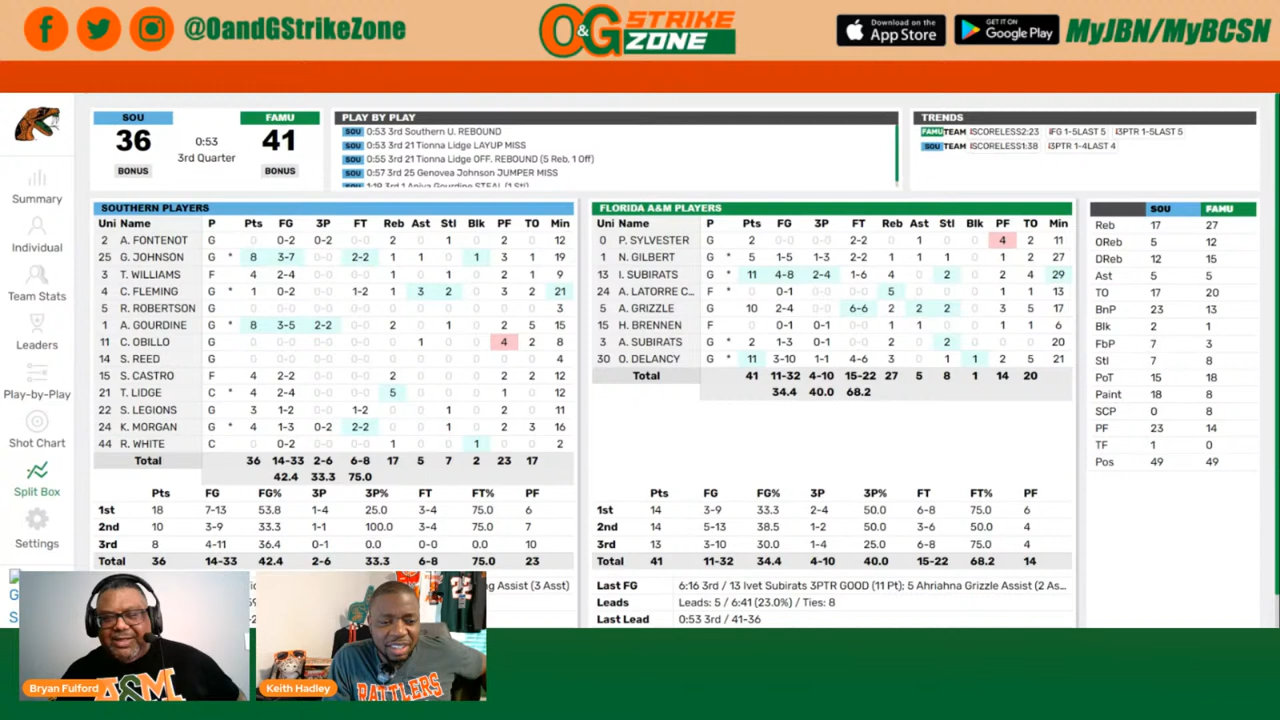 @OandGStrikeZone
O&G STRIKE ZONE
Download on the App Store
GET IT ON Google Play
MyJBN/MyBCSN
SOU
36
BONUS
0:53
3rd Quarter
FAMU
41
BONUS
PLAY BY PLAY
SOU 0:53 3rd Southern U. REBOUND
SOU 0:53 3rd 21 Tionna Lidge LAYUP MISS
SOU 0:55 3rd 21 Tionna Lidge OFF. REBOUND (5 Reb, 1 Off)
SOU 0:57 3rd 25 Genovea Johnson JUMPER MISS
SOU 1:19 3rd 1 Aniya Gourdine STEAL (1 Stl)
TRENDS
FAMU TEAM ISCORELESS2:23 IFG 1-5LAST 5 I3PTR 1-5LAST 5
SOU TEAM ISCORELESS1:38 I3PTR 1-4LAST 4
Summary
Individual
Team Stats
Leaders
Play-by-Play
Shot Chart
Split Box
Settings
SOUTHERN PLAYERS
Uni Name P Pts FG 3P FT Reb Ast Stl Blk PF TO Min
2 A. FONTENOT G 0 0-2 0-2 0-0 2 0 1 0 2 0 12
25 G. JOHNSON G * 8 3-7 0-0 2-2 2 0 0 1 3 1 19
3 T. WILLIAMS F 4 2-4 0-0 0-0 2 0 1 0 2 1 9
4 C. FLEMING G * 1 0-2 0-0 1-2 1 3 2 0 3 2 21
5 R. ROBERTSON G 0 0-0 0-0 0-0 0 0 0 0 0 0 3
1 A. GOURDINE G * 8 3-5 2-2 0-0 2 0 1 0 2 5 15
11 C. OBILLO G 0 0-0 0-0 0-0 0 1 0 0 4 2 8
14 S. REED G 0 0-0 0-0 0-0 0 0 0 0 0 0 4
15 S. CASTRO F 4 2-2 0-0 0-0 0 0 0 0 2 2 12
21 T. LIDGE C * 4 2-4 0-0 0-0 5 0 0 0 1 0 12
22 S. LEGIONS G 3 1-2 0-0 1-2 0 0 1 0 2 0 11
24 K. MORGAN G * 4 1-3 0-2 2-2 0 0 1 0 2 3 16
44 R. WHITE C 0 0-2 0-0 0-0 1 0 0 1 0 0 2
Total 36 14-33 2-6 6-8 17 5 7 2 23 17
42.4 33.3 75.0
Pts FG FG% 3P 3P% FT FT% PF
1st 18 7-13 53.8 1-4 25.0 3-4 75.0 6
2nd 10 3-9 33.3 1-1 100.0 3-4 75.0 7
3rd 8 4-11 36.4 0-1 0.0 0-0 0.0 10
Total 36 14-33 42.4 2-6 33.3 6-8 75.0 23
ng Assist (3 Asst)
FLORIDA A&M PLAYERS
Uni Name P Pts FG 3P FT Reb Ast Stl Blk PF TO Min
0 P. SYLVESTER G 2 0-0 0-0 2-2 0 1 0 0 4 2 11
1 N. GILBERT G * 5 1-5 1-3 2-2 1 1 1 0 1 2 27
13 I. SUBIRATS G * 11 4-8 2-4 1-6 4 0 2 0 2 4 29
24 A. LATORRE C... F * 0 0-1 0-0 0-0 5 0 0 0 1 1 13
5 A. GRIZZLE G 10 2-4 0-0 6-6 2 2 2 0 3 5 17
15 H. BRENNEN F 0 0-1 0-1 0-0 1 1 0 0 1 1 6
3 A. SUBIRATS G * 2 1-3 0-1 0-0 2 0 2 0 0 0 20
30 O. DELANCY G * 11 3-10 1-1 4-6 3 0 1 1 2 5 21
Total 41 11-32 4-10 15-22 27 5 8 1 14 20
34.4 40.0 68.2
Pts FG FG% 3P 3P% FT FT% PF
1st 14 3-9 33.3 2-4 50.0 6-8 75.0 6
2nd 14 5-13 38.5 1-2 50.0 3-6 50.0 4
3rd 13 3-10 30.0 1-4 25.0 6-8 75.0 4
Total 41 11-32 34.4 4-10 40.0 15-22 68.2 14
Last FG 6:16 3rd / 13 Ivet Subirats 3PTR GOOD (11 Pt); 5 Ahriahna Grizzle Assist (2 As...
Leads Leads: 5 / 6:41 (23.0%) / Ties: 8
Last Lead 0:53 3rd / 41-36
SOU FAMU
Reb 17 27
OReb 5 12
DReb 12 15
Ast 5 5
TO 17 20
BnP 23 13
Blk 2 1
FbP 7 3
Stl 7 8
PoT 15 18
Paint 18 8
SCP 0 8
PF 23 14
TF 1 0
Pos 49 49
Bryan Fulford
Keith Hadley
RATTLERS